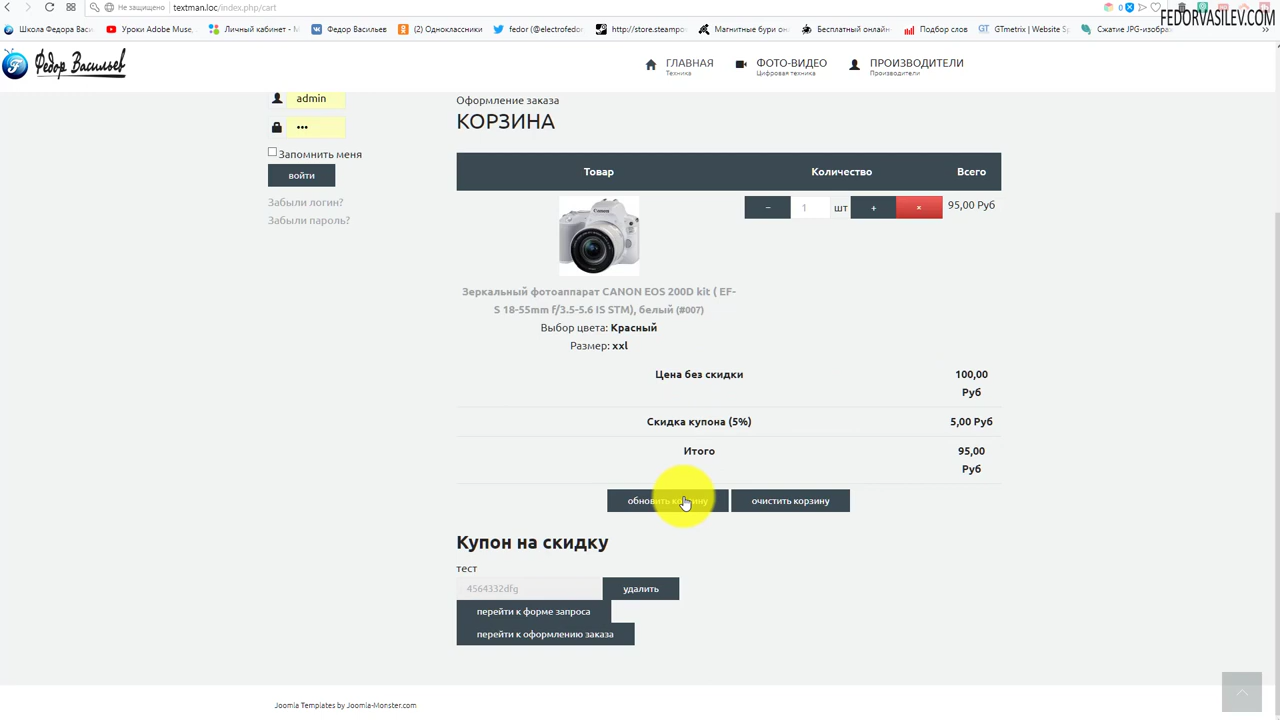 Не защищено textman.loc/index.php/cart
FEDORVASILEV.COM
Школа Федора Васи.
Уроки Adobe Muse,
Личный кабинет - М.
Федор Васильев
(2) Одноклассники
fedor (@electrofedo
http://store.steampo
Магнитные бури он
Бесплатный онлайн
Подбор слов
GTmetrix | Website S
Сжатие JPG-изобра
Федор Васильев
ГЛАВНАЯ
Техника
ФОТО-ВИДЕО
Цифровая техника
ПРОИЗВОДИТЕЛИ
Производители
admin
•••
Запомнить меня
войти
Забыли логин?
Забыли пароль?
Оформление заказа
КОРЗИНА
Товар Количество Всего
− 1 шт + × 95,00 Руб
Canon
Зеркальный фотоаппарат CANON EOS 200D kit ( EF-
S 18-55mm f/3.5-5.6 IS STM), белый (#007)
Выбор цвета: Красный
Размер: xxl
Цена без скидки 100,00
Руб
Скидка купона (5%) 5,00 Руб
Итого 95,00
Руб
обновить корзину очистить корзину
Купон на скидку
тест
4564332dfg удалить
перейти к форме запроса
перейти к оформлению заказа
Joomla Templates by Joomla-Monster.com